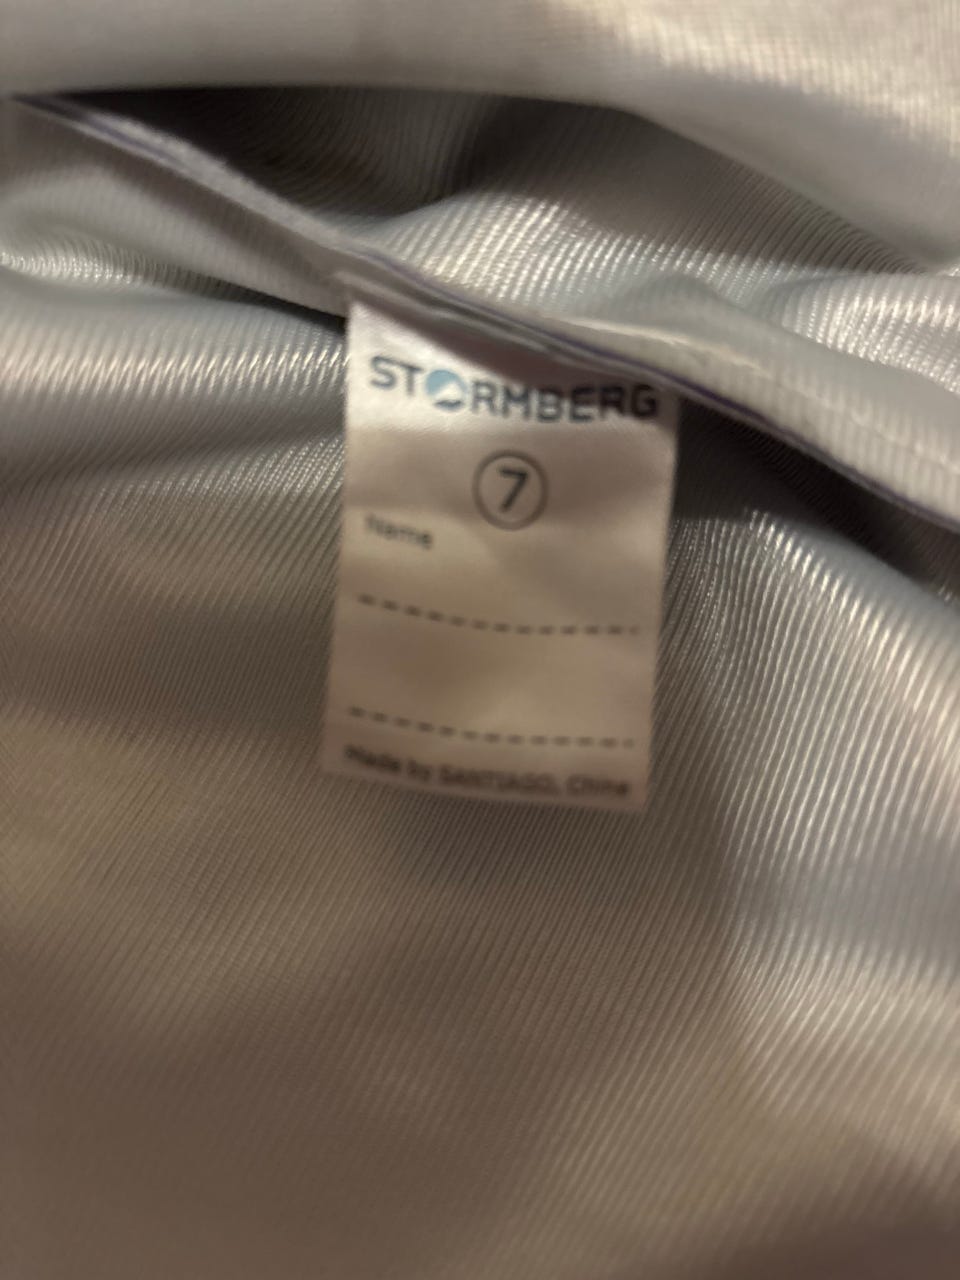 STORMBERG
7
Name
Made by SANTIAGO, China